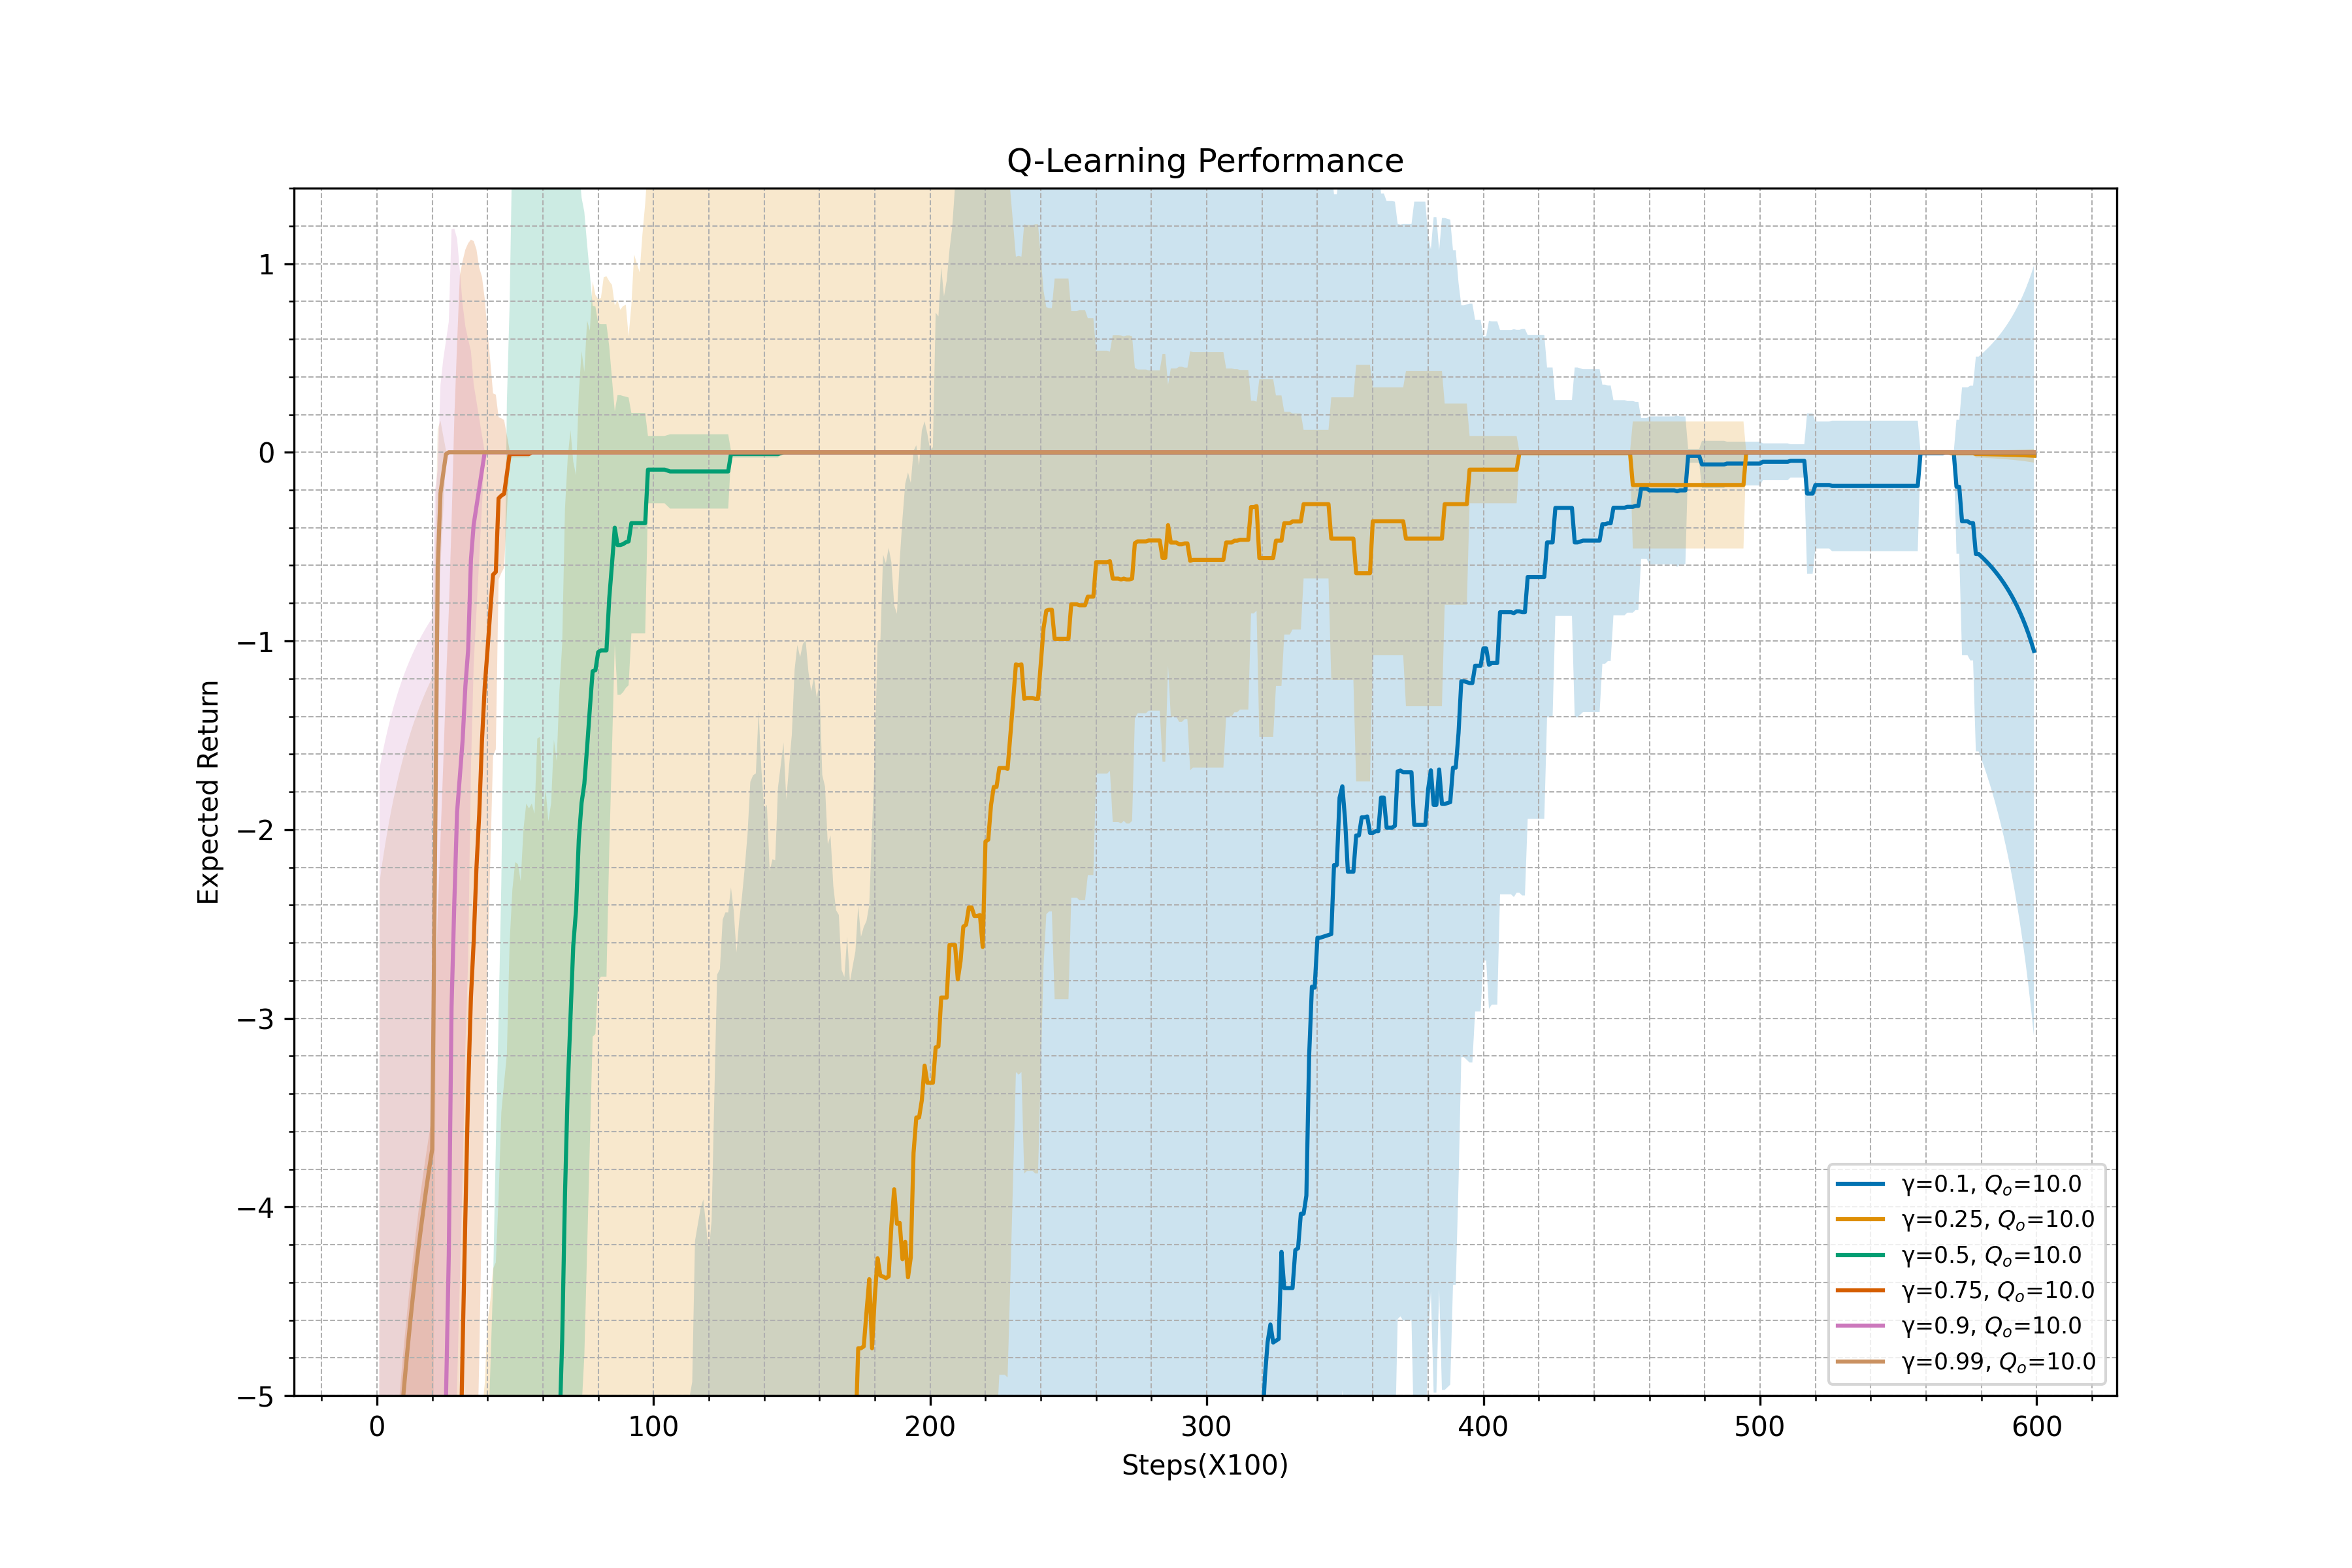 Q-Learning Performance
Expected Return
1
0
−1
−2
−3
−4
−5
0
100
200
300
400
500
600
Steps(X100)
γ=0.1, Qₒ=10.0
γ=0.25, Qₒ=10.0
γ=0.5, Qₒ=10.0
γ=0.75, Qₒ=10.0
γ=0.9, Qₒ=10.0
γ=0.99, Qₒ=10.0